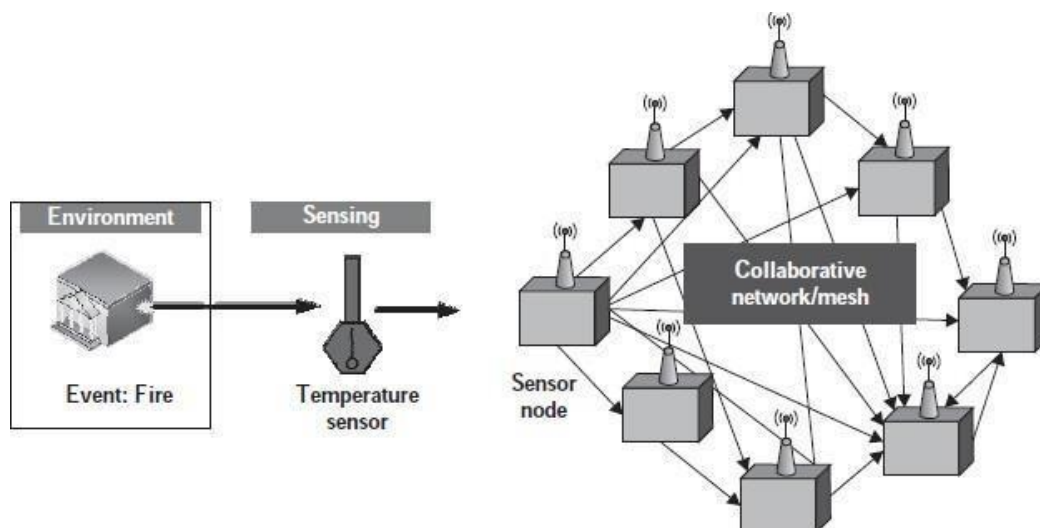 Environment
Event: Fire
Sensing
Temperature
sensor
Collaborative
network/mesh
Sensor
node